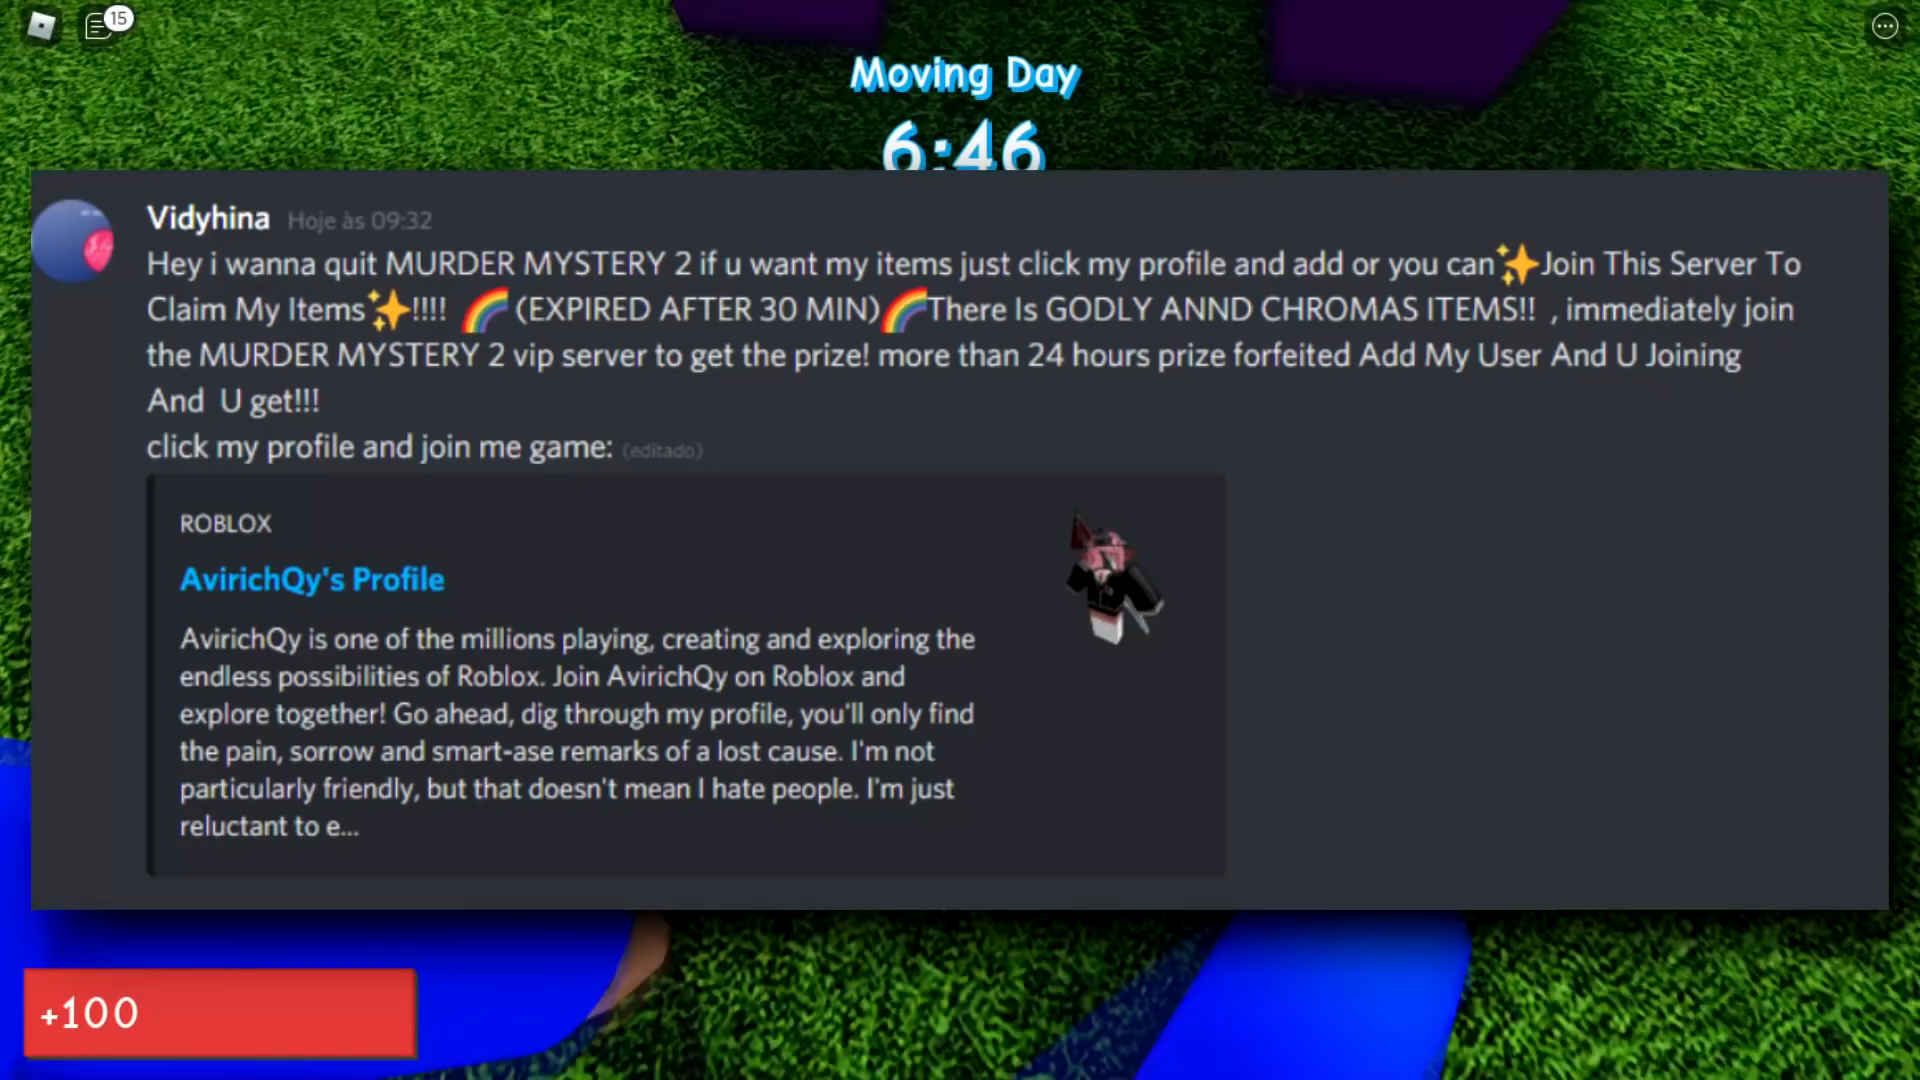 15
Moving Day
6:46
Vidyhina Hoje às 09:32
Hey i wanna quit MURDER MYSTERY 2 if u want my items just click my profile and add or you can✨Join This Server To
Claim My Items✨!!!! 🌈 (EXPIRED AFTER 30 MIN)🌈There Is GODLY ANND CHROMAS ITEMS!! , immediately join
the MURDER MYSTERY 2 vip server to get the prize! more than 24 hours prize forfeited Add My User And U Joining
And U get!!!
click my profile and join me game: (editado)
ROBLOX
AvirichQy's Profile
AvirichQy is one of the millions playing, creating and exploring the
endless possibilities of Roblox. Join AvirichQy on Roblox and
explore together! Go ahead, dig through my profile, you'll only find
the pain, sorrow and smart-ase remarks of a lost cause. I'm not
particularly friendly, but that doesn't mean I hate people. I'm just
reluctant to e...
+100